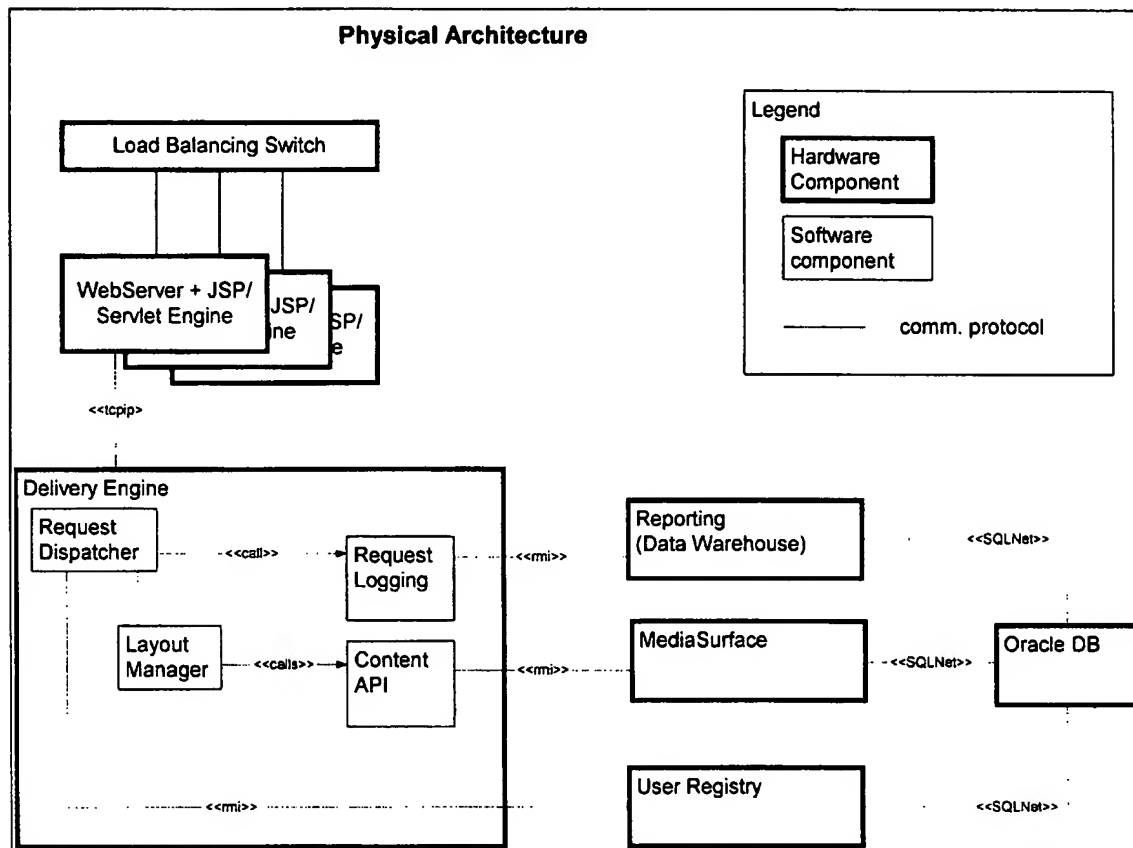 Physical Architecture
Load Balancing Switch
Legend
Hardware
Component
Software
component
comm. protocol
WebServer + JSP/
Servlet Engine
JSP/
ine
SP/
e
<<tcpip>
Delivery Engine
Request
Dispatcher
<<call>>
Request
Logging
<<rmi>>
Reporting
(Data Warehouse)
<<SQLNet>>
Layout
Manager
<<calls>>
Content
API
<<rmi>>
MediaSurface
<<SQLNet>>
Oracle DB
<<rmi>>
User Registry
<<SQLNet>>